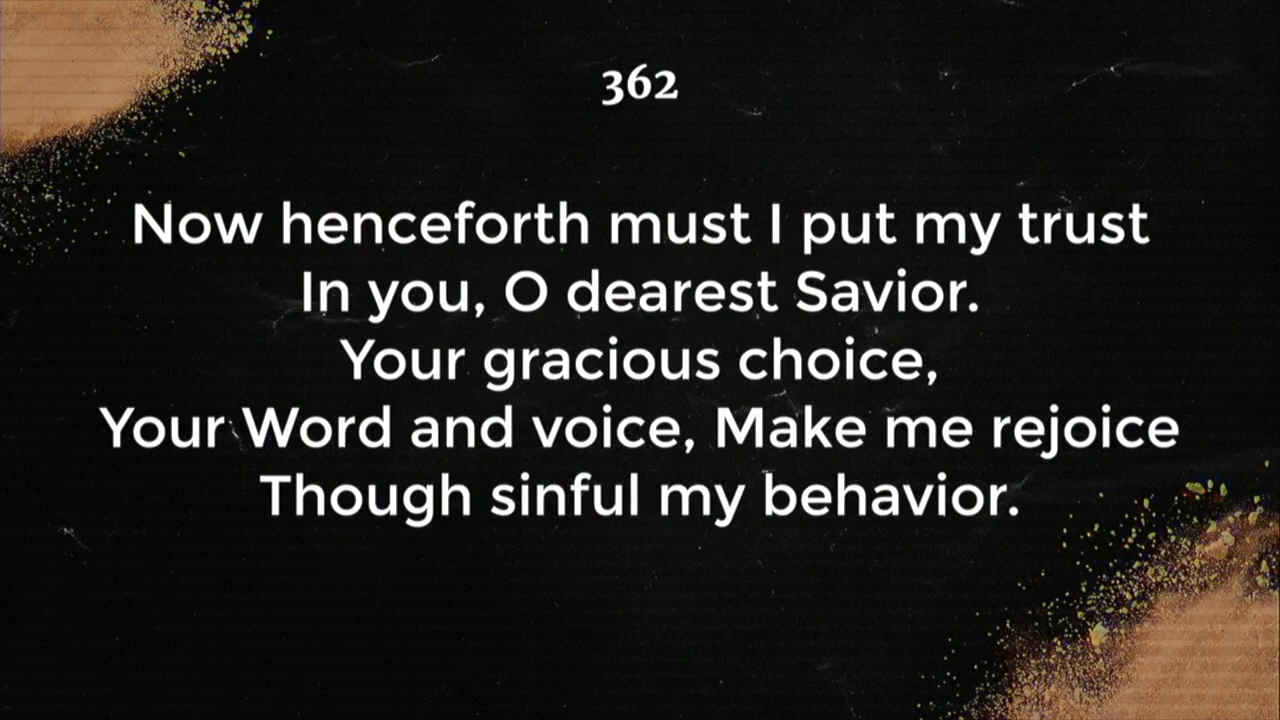 362
Now henceforth must I put my trust
In you, O dearest Savior.
Your gracious choice,
Your Word and voice, Make me rejoice
Though sinful my behavior.